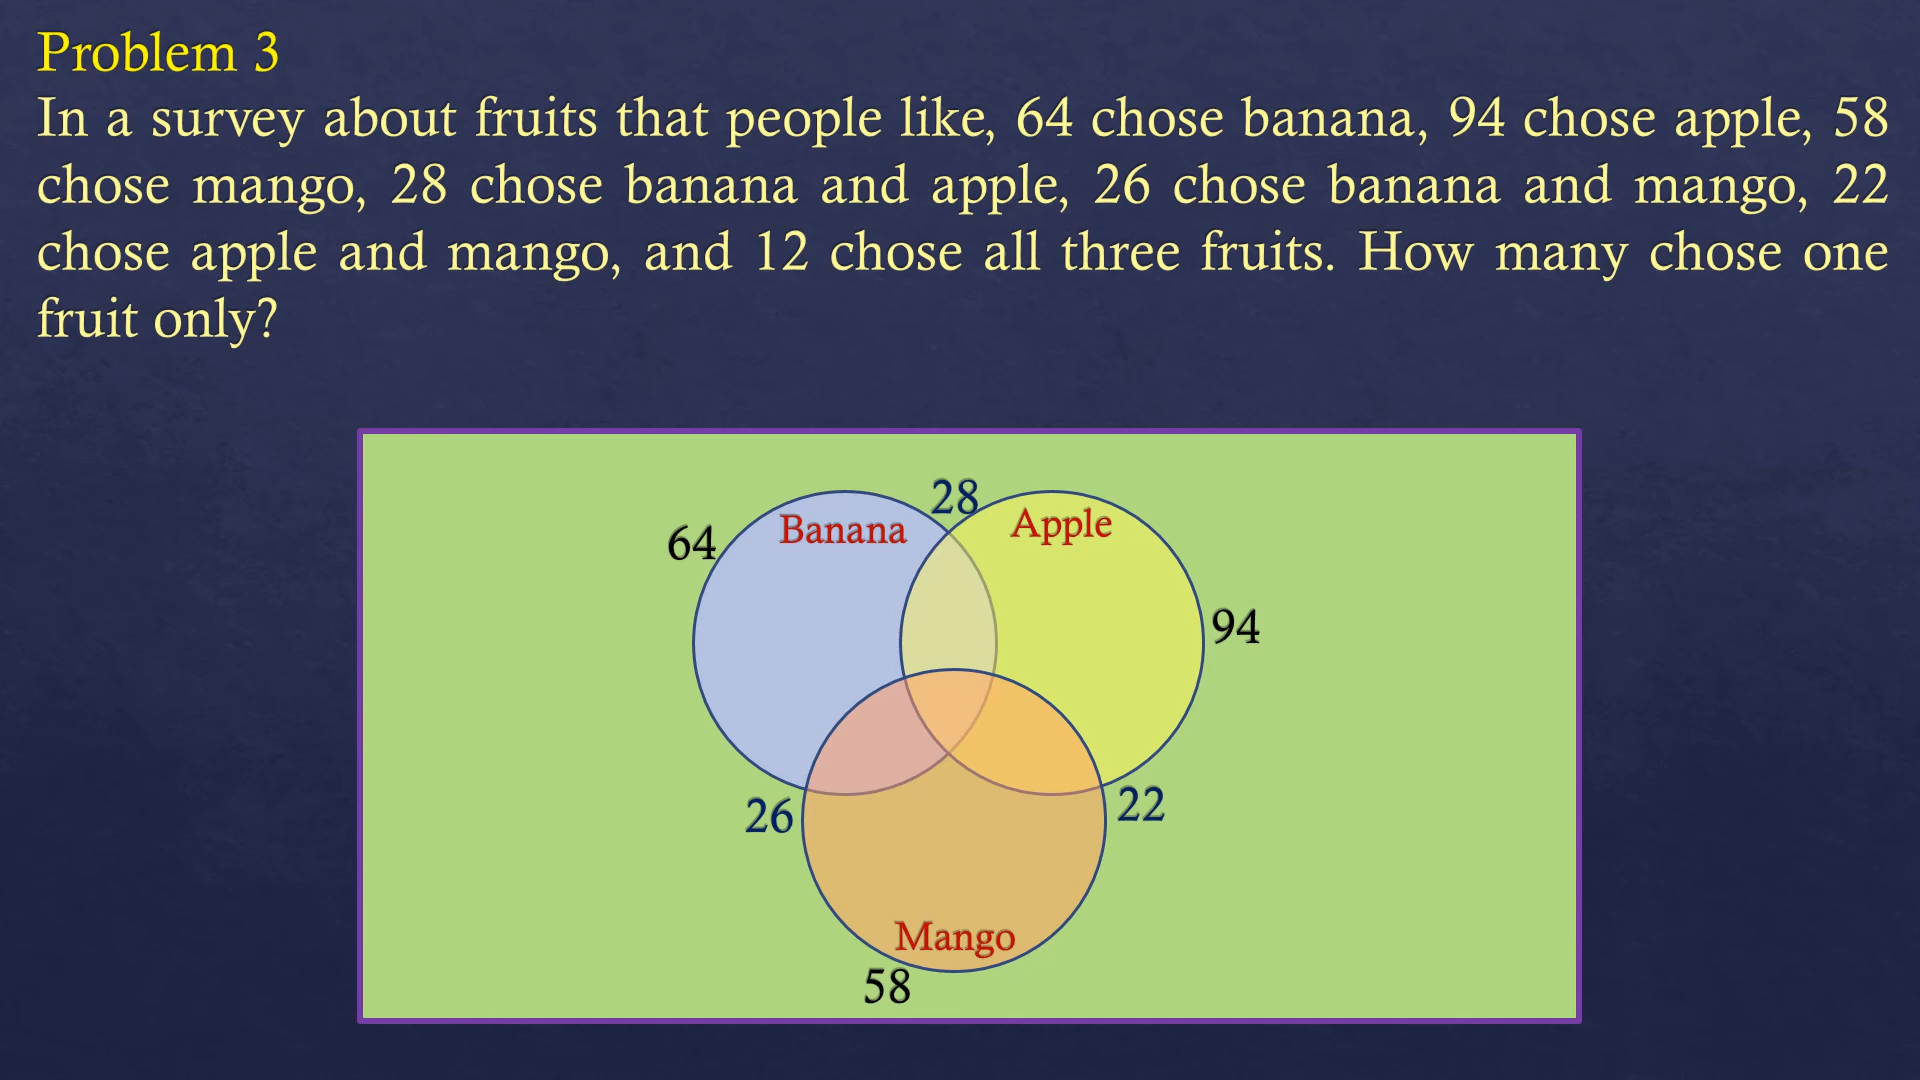 Problem 3
In a survey about fruits that people like, 64 chose banana, 94 chose apple, 58
chose mango, 28 chose banana and apple, 26 chose banana and mango, 22
chose apple and mango, and 12 chose all three fruits. How many chose one
fruit only?
28
Banana
Apple
64
94
26
22
Mango
58